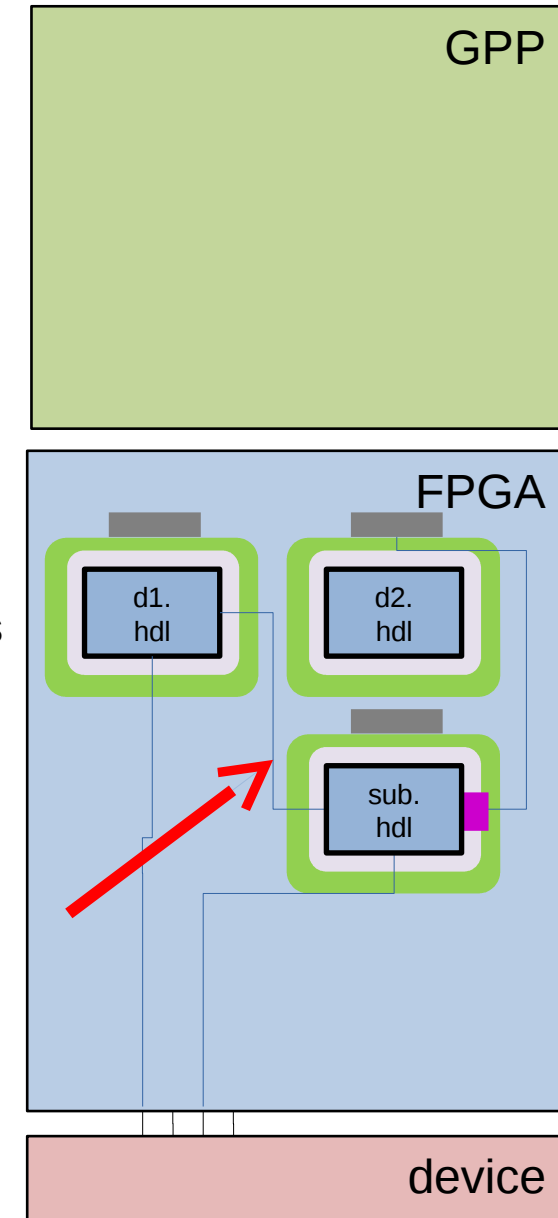 GPP
FPGA
d1.
hdl
d2.
hdl
s
sub.
hdl
device